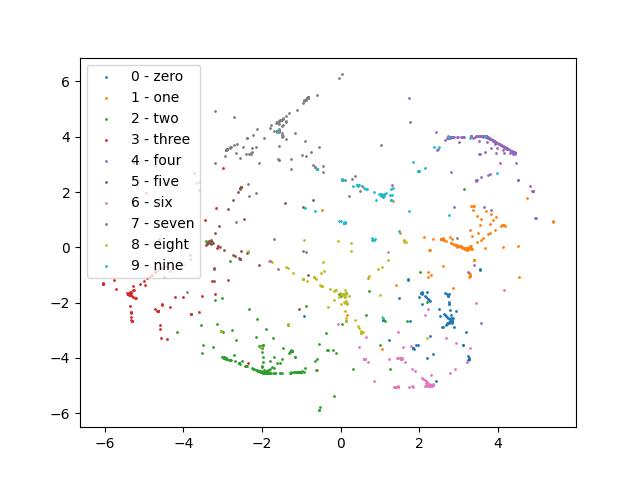 0 - zero
1 - one
2 - two
3 - three
4 - four
5 - five
6 - six
7 - seven
8 - eight
9 - nine
6
4
2
0
−2
−4
−6
−6 −4 −2 0 2 4